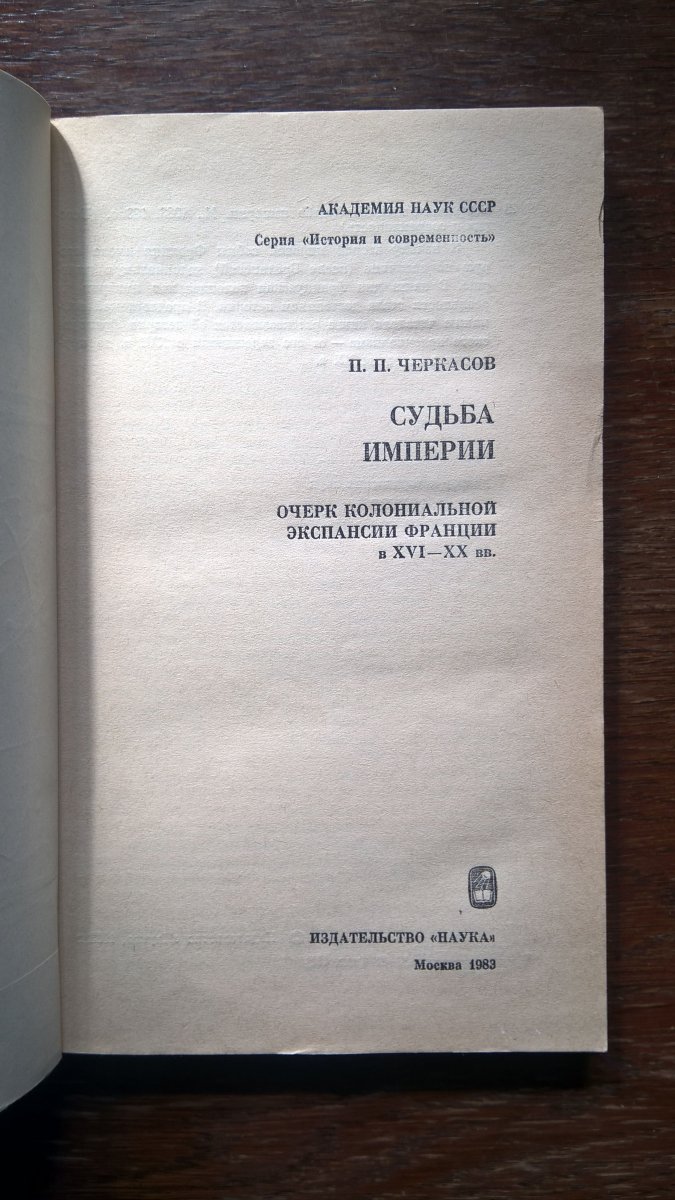 АКАДЕМИЯ НАУК СССР
Серия «История и современность»
П. П. ЧЕРКАСОВ
СУДЬБА
ИМПЕРИИ
ОЧЕРК КОЛОНИАЛЬНОЙ
ЭКСПАНСИИ ФРАНЦИИ
в XVI—XX вв.
ИЗДАТЕЛЬСТВО «НАУКА»
Москва 1983